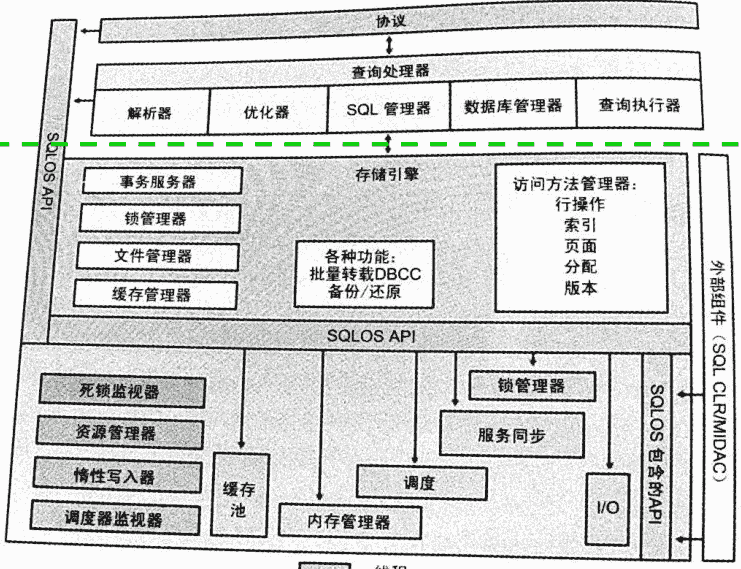 协议
查询处理器
解析器
优化器
SQL 管理器
数据库管理器
查询执行器
SQLOS API
存储引擎
事务服务器
锁管理器
文件管理器
缓存管理器
各种功能：
批量转载DBCC
备份/还原
访问方法管理器：
行操作
索引
页面
分配
版本
外部组件（SQL CLR/MIDAC）
SQLOS API
死锁监视器
资源管理器
惰性写入器
调度器监视器
缓存
池
内存管理器
调度
服务同步
锁管理器
I/O
SQLOS 包含的API